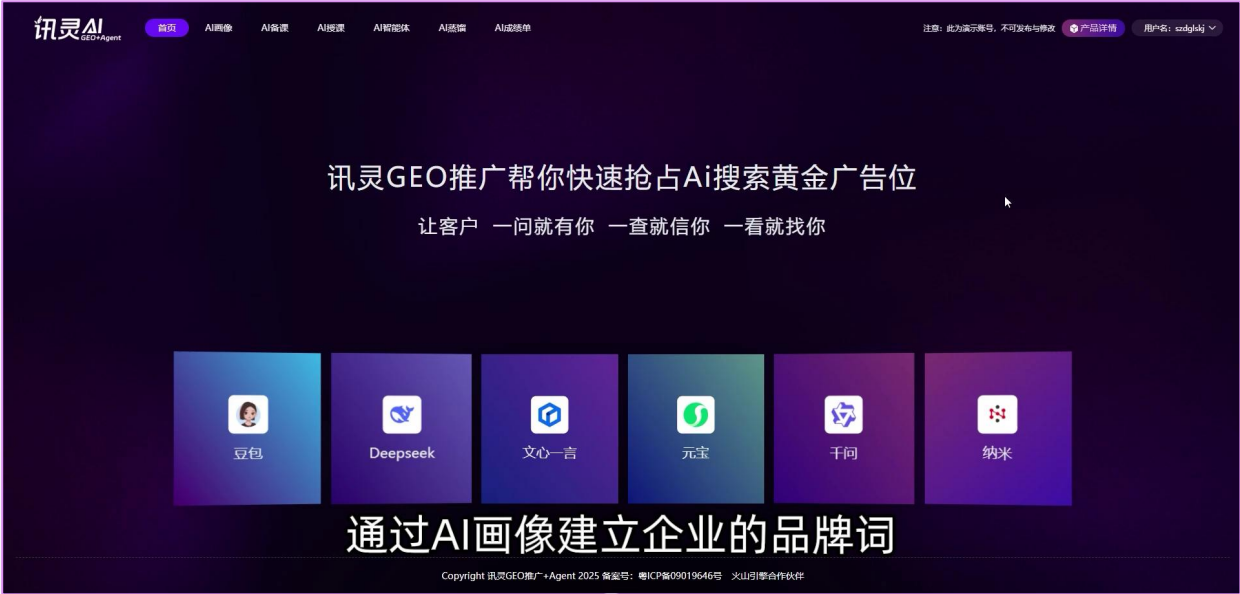 讯灵AI
GEO+Agent
首页 AI画像 AI备课 AI授课 AI智能体 AI蒸馏 AI成绩单
注意：此为演示账号，不可发布与修改 产品详情 用户名：szdglskj
讯灵GEO推广帮你快速抢占Ai搜索黄金广告位
让客户 一问就有你 一查就信你 一看就找你
豆包 Deepseek 文心一言 元宝 千问 纳米
通过AI画像建立企业的品牌词
Copyright 讯灵GEO推广+Agent 2025 备案号：粤ICP备09019646号 火山引擎合作伙伴